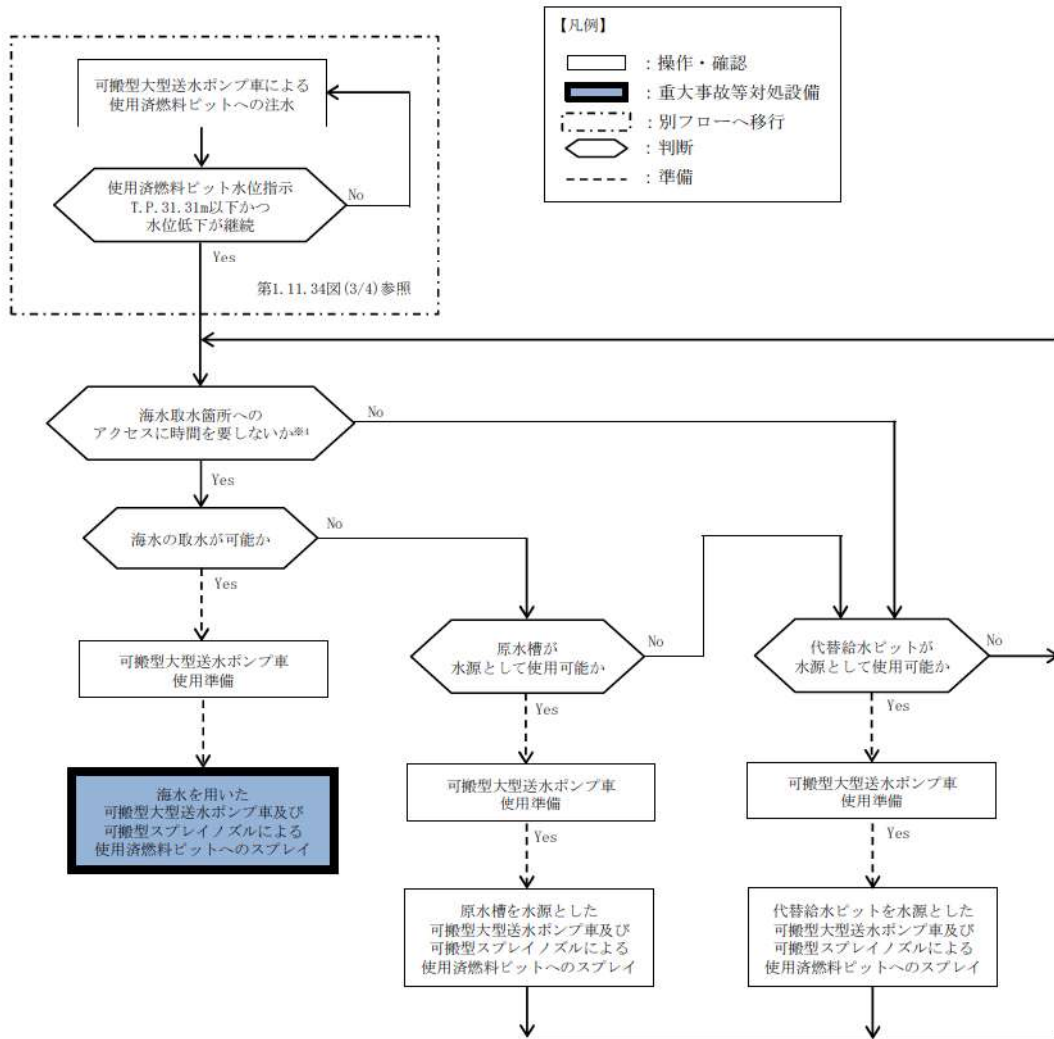 【凡例】
：操作・確認
：重大事故等対処設備
：別フローへ移行
：判断
：準備
可搬型大型送水ポンプ車による
使用済燃料ピットへの注水
使用済燃料ピット水位指示
T.P.31.31m以下かつ
水位低下が継続
No
Yes
第1.11.34図(3/4)参照
海水取水箇所への
アクセスに時間を要しないか※1
No
Yes
海水の取水が可能か
No
Yes
可搬型大型送水ポンプ車
使用準備
海水を用いた
可搬型大型送水ポンプ車及び
可搬型スプレイノズルによる
使用済燃料ピットへのスプレイ
原水槽が
水源として使用可能か
No
Yes
可搬型大型送水ポンプ車
使用準備
Yes
原水槽を水源とした
可搬型大型送水ポンプ車及び
可搬型スプレイノズルによる
使用済燃料ピットへのスプレイ
代替給水ピットが
水源として使用可能か
No
Yes
可搬型大型送水ポンプ車
使用準備
Yes
代替給水ピットを水源とした
可搬型大型送水ポンプ車及び
可搬型スプレイノズルによる
使用済燃料ピットへのスプレイ